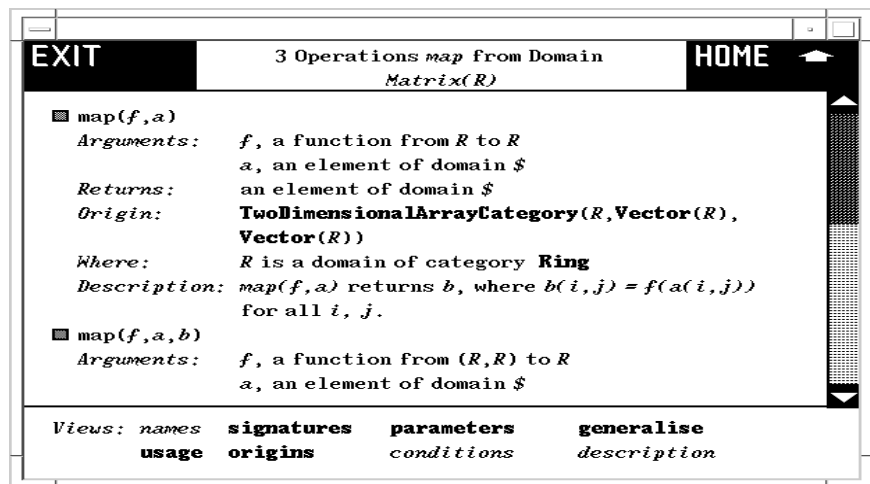 EXIT
3 Operations map from Domain
Matrix(R)
HOME
map(f,a)
Arguments: f, a function from R to R
a, an element of domain $
Returns: an element of domain $
Origin: TwoDimensionalArrayCategory(R,Vector(R),
Vector(R))
Where: R is a domain of category Ring
Description: map(f,a) returns b, where b(i,j) = f(a(i,j))
for all i, j.
map(f,a,b)
Arguments: f, a function from (R,R) to R
a, an element of domain $
Views: names signatures parameters generalise
usage origins conditions description